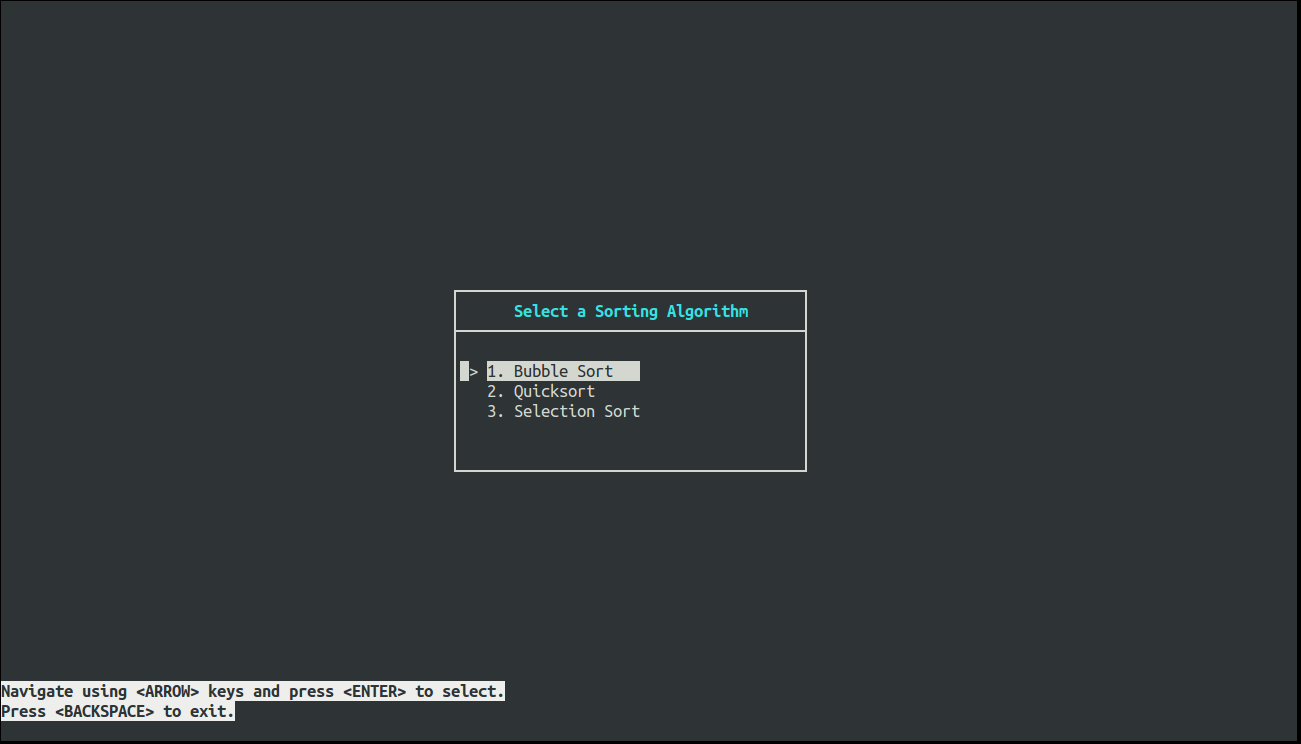 Select a Sorting Algorithm
> 1. Bubble Sort
2. Quicksort
3. Selection Sort
Navigate using <ARROW> keys and press <ENTER> to select.
Press <BACKSPACE> to exit.